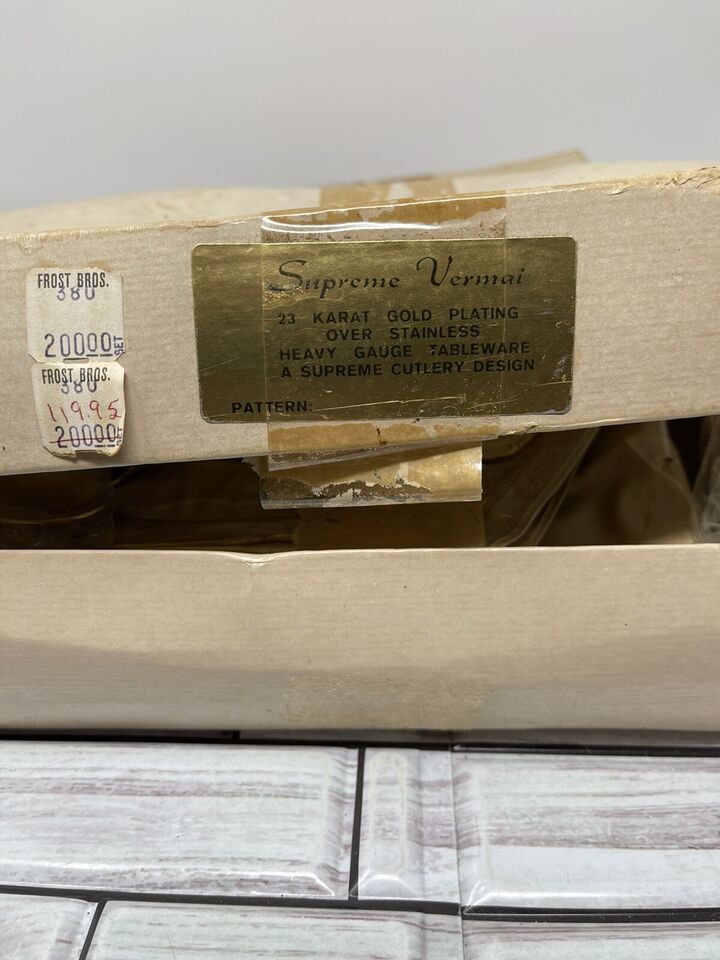 FROST BROS.
380
20000 SET
FROST BROS.
380
119.95
20000 SET
Supreme Vermai
23 KARAT GOLD PLATING
OVER STAINLESS
HEAVY GAUGE TABLEWARE
A SUPREME CUTLERY DESIGN
PATTERN: